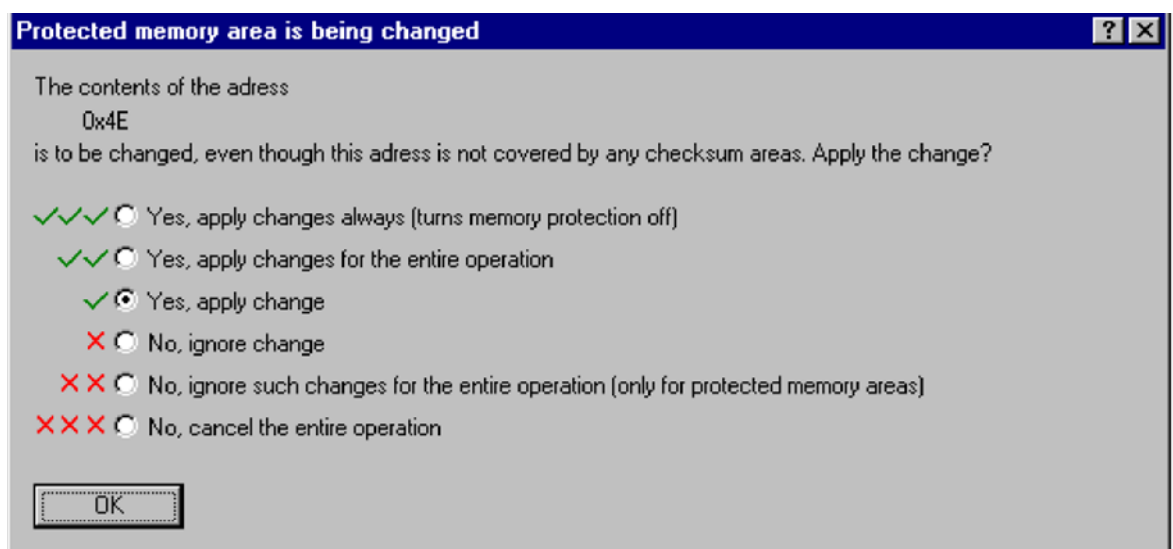 Protected memory area is being changed
The contents of the adress
0x4E
is to be changed, even though this adress is not covered by any checksum areas. Apply the change?
Yes, apply changes always (turns memory protection off)
Yes, apply changes for the entire operation
Yes, apply change
No, ignore change
No, ignore such changes for the entire operation (only for protected memory areas)
No, cancel the entire operation
OK